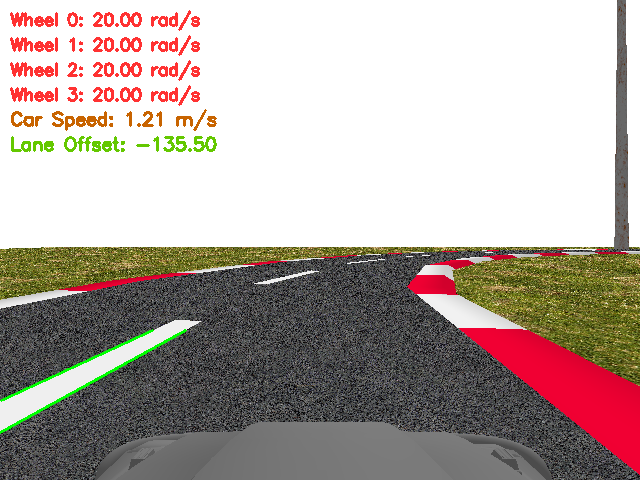 Wheel 0: 20.00 rad/s
Wheel 1: 20.00 rad/s
Wheel 2: 20.00 rad/s
Wheel 3: 20.00 rad/s
Car Speed: 1.21 m/s
Lane Offset: -135.50